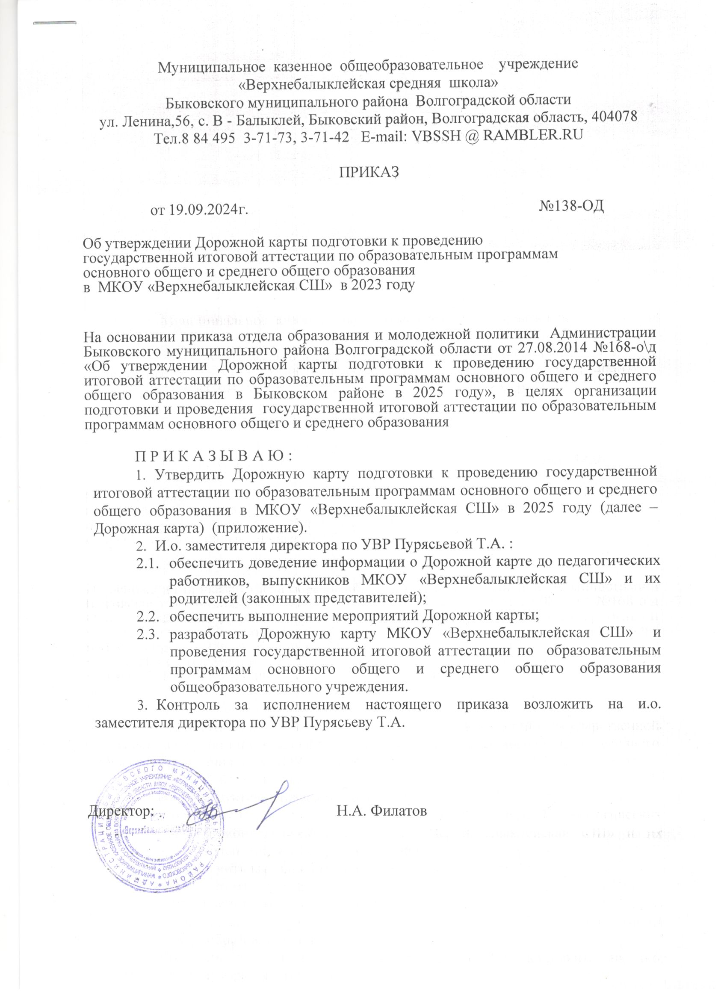 Муниципальное казенное общеобразовательное учреждение
«Верхнебалыклейская средняя школа»
Быковского муниципального района Волгоградской области
ул. Ленина,56, с. В - Балыклей, Быковский район, Волгоградская область, 404078
Тел.8 84 495 3-71-73, 3-71-42 E-mail: VBSSH @ RAMBLER.RU
ПРИКАЗ
от 19.09.2024г. №138-ОД
Об утверждении Дорожной карты подготовки к проведению
государственной итоговой аттестации по образовательным программам
основного общего и среднего общего образования
в МКОУ «Верхнебалыклейская СШ» в 2023 году
На основании приказа отдела образования и молодежной политики Администрации
Быковского муниципального района Волгоградской области от 27.08.2014 №168-о\д
«Об утверждении Дорожной карты подготовки к проведению государственной
итоговой аттестации по образовательным программам основного общего и среднего
общего образования в Быковском районе в 2025 году», в целях организации
подготовки и проведения государственной итоговой аттестации по образовательным
программам основного общего и среднего образования
П Р И К А З Ы В А Ю :
1. Утвердить Дорожную карту подготовки к проведению государственной
итоговой аттестации по образовательным программам основного общего и среднего
общего образования в МКОУ «Верхнебалыклейская СШ» в 2025 году (далее –
Дорожная карта) (приложение).
2. И.о. заместителя директора по УВР Пурясьевой Т.А. :
2.1. обеспечить доведение информации о Дорожной карте до педагогических
работников, выпускников МКОУ «Верхнебалыклейская СШ» и их
родителей (законных представителей);
2.2. обеспечить выполнение мероприятий Дорожной карты;
2.3. разработать Дорожную карту МКОУ «Верхнебалыклейская СШ» и
проведения государственной итоговой аттестации по образовательным
программам основного общего и среднего общего образования
общеобразовательного учреждения.
3. Контроль за исполнением настоящего приказа возложить на и.о.
заместителя директора по УВР Пурясьеву Т.А.
Директор: Н.А. Филатов